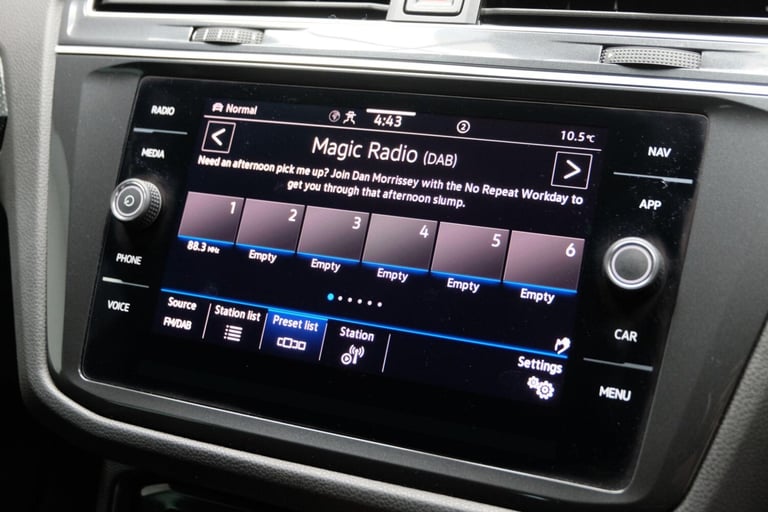 RADIO
MEDIA
PHONE
VOICE
Normal
4:43
2
10.5°C
Magic Radio (DAB)
Need an afternoon pick me up? Join Dan Morrissey with the No Repeat Workday to
get you through that afternoon slump.
1 2 3 4 5 6
88.3 MHz Empty Empty Empty Empty Empty
Source Station list Preset list Station Settings
FM/DAB
NAV
APP
CAR
MENU